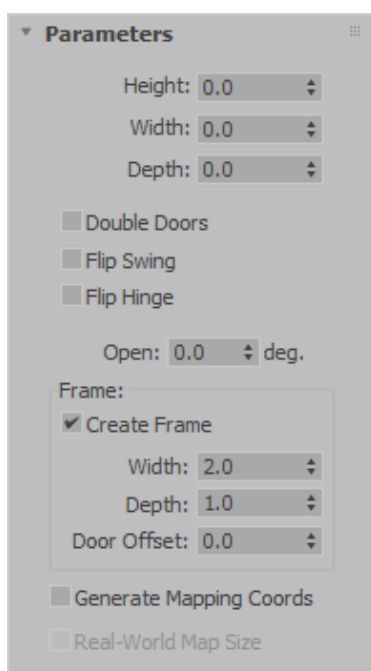 Parameters
Height: 0.0
Width: 0.0
Depth: 0.0
Double Doors
Flip Swing
Flip Hinge
Open: 0.0 deg.
Frame:
Create Frame
Width: 2.0
Depth: 1.0
Door Offset: 0.0
Generate Mapping Coords
Real-World Map Size